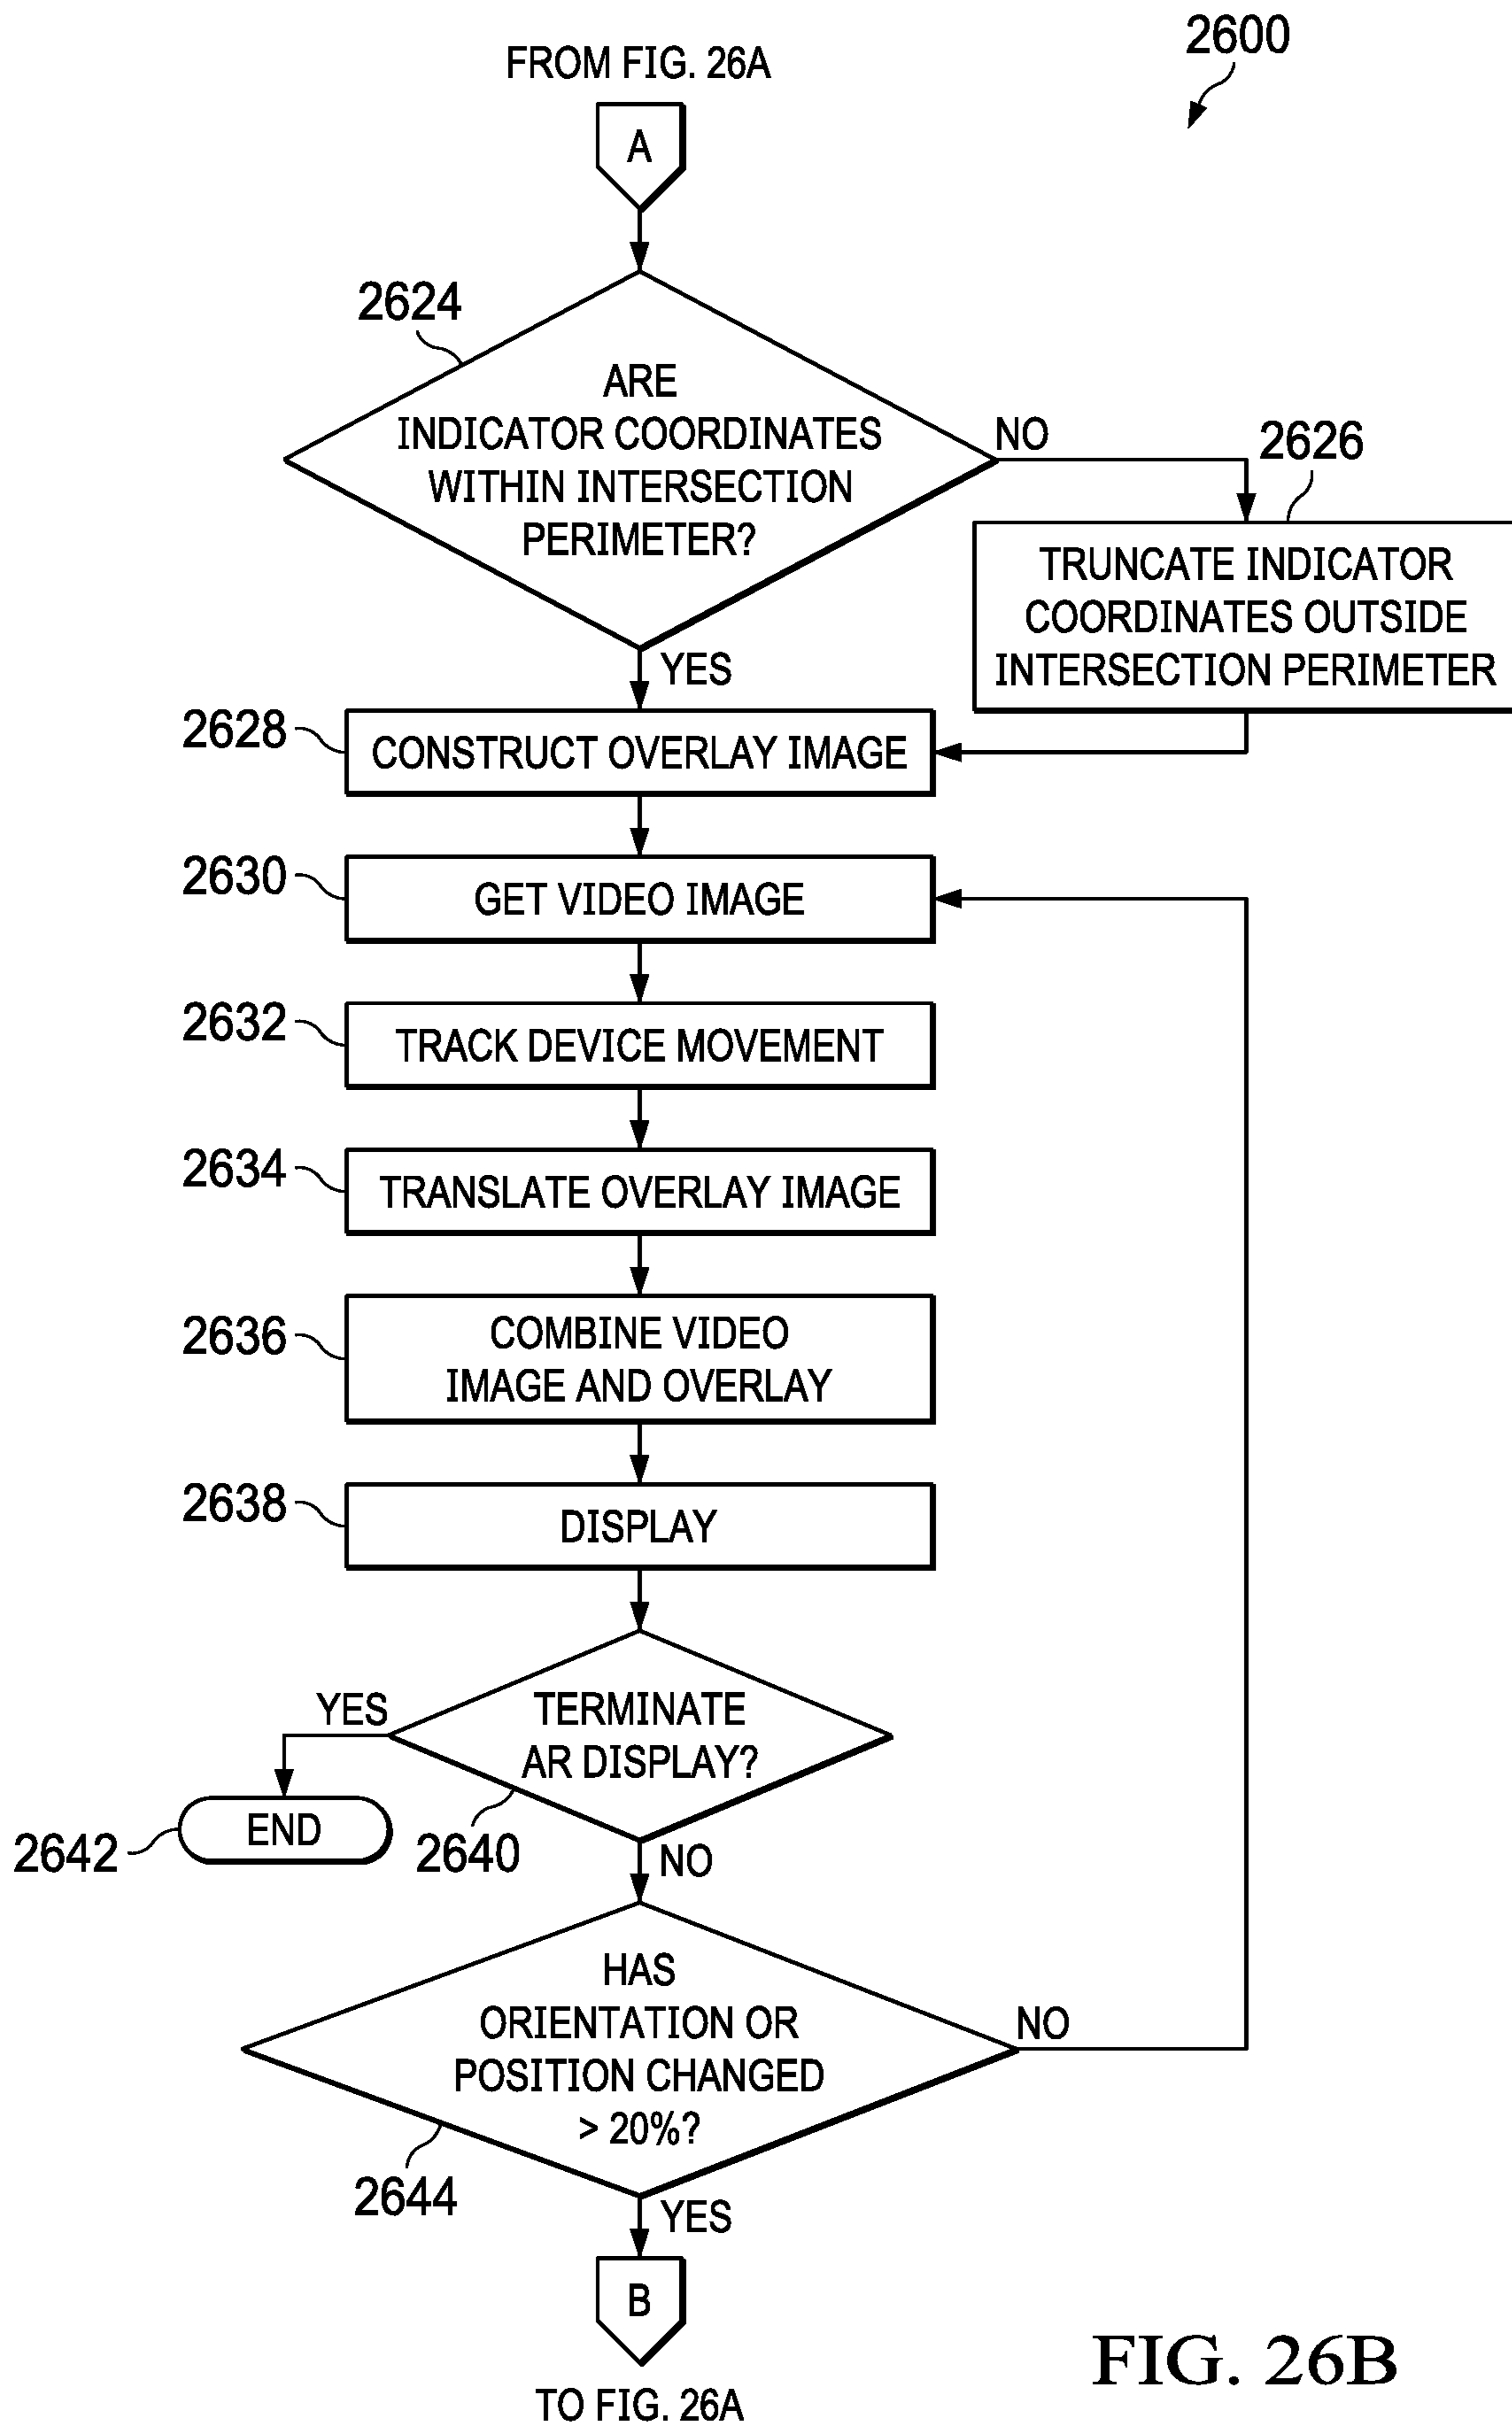 2600
FROM FIG. 26A
A
2624
ARE
INDICATOR COORDINATES
WITHIN INTERSECTION
PERIMETER?
NO
2626
TRUNCATE INDICATOR
COORDINATES OUTSIDE
INTERSECTION PERIMETER
YES
2628
CONSTRUCT OVERLAY IMAGE
2630
GET VIDEO IMAGE
2632
TRACK DEVICE MOVEMENT
2634
TRANSLATE OVERLAY IMAGE
2636
COMBINE VIDEO
IMAGE AND OVERLAY
2638
DISPLAY
YES
TERMINATE
AR DISPLAY?
END
2642
2640
NO
HAS
ORIENTATION OR
POSITION CHANGED
> 20%?
NO
2644
YES
B
TO FIG. 26A
FIG. 26B